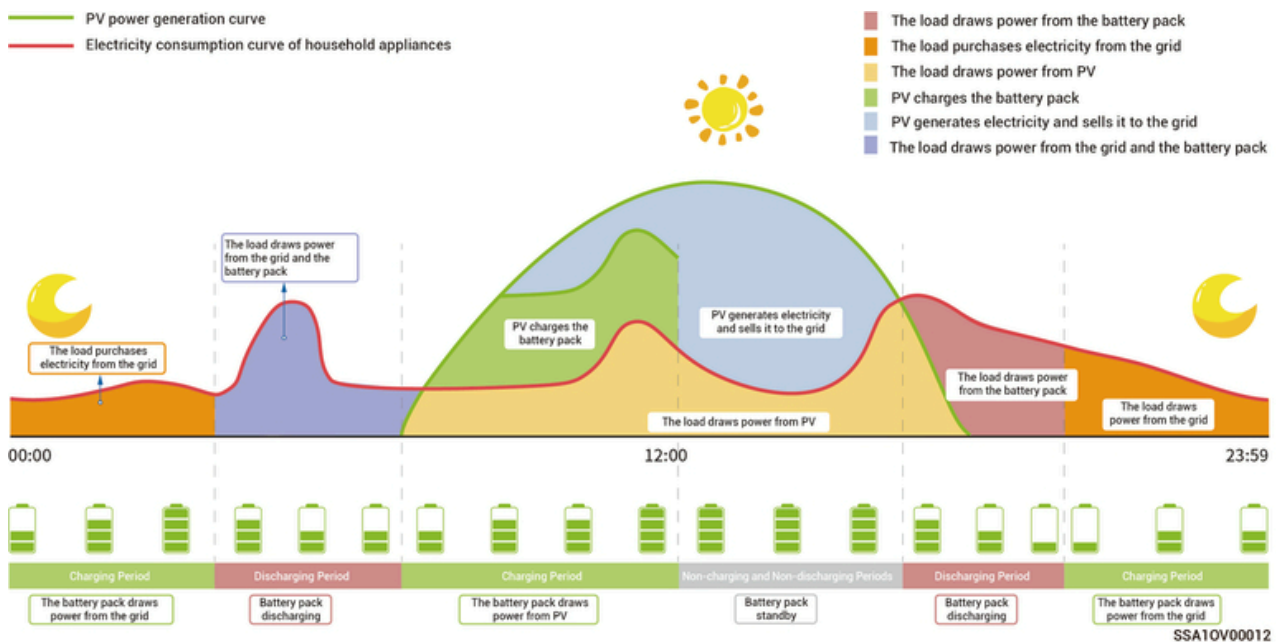 PV power generation curve
Electricity consumption curve of household appliances
The load draws power from the battery pack
The load purchases electricity from the grid
The load draws power from PV
PV charges the battery pack
PV generates electricity and sells it to the grid
The load draws power from the grid and the battery pack
The load draws power
from the grid and the
battery pack
The load purchases
electricity from the grid
PV charges the
battery pack
PV generates electricity
and sells it to the grid
The load draws power from PV
The load draws power
from the battery pack
The load draws
power from the grid
00:00
12:00
23:59
Charging Period
Discharging Period
Charging Period
Non-charging and Non-discharging Periods
Discharging Period
Charging Period
The battery pack draws
power from the grid
Battery pack
discharging
The battery pack draws
power from PV
Battery pack
standby
Battery pack
discharging
The battery pack draws
power from the grid
SSA1OV00012